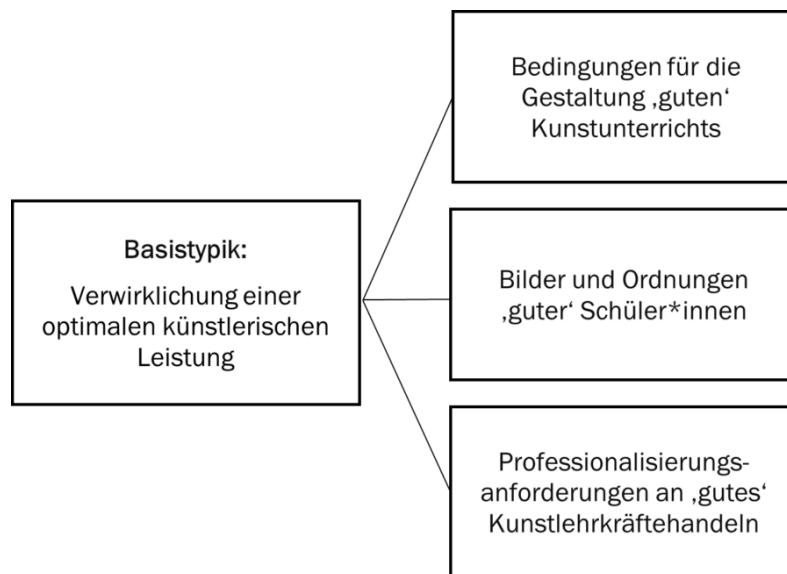 Bedingungen für die
Gestaltung ‚guten‘
Kunstunterrichts
Basistypik:
Verwirklichung einer
optimalen künstlerischen
Leistung
Bilder und Ordnungen
‚guter‘ Schüler*innen
Professionalisierungs-
anforderungen an ‚gutes‘
Kunstlehrkräftehandeln